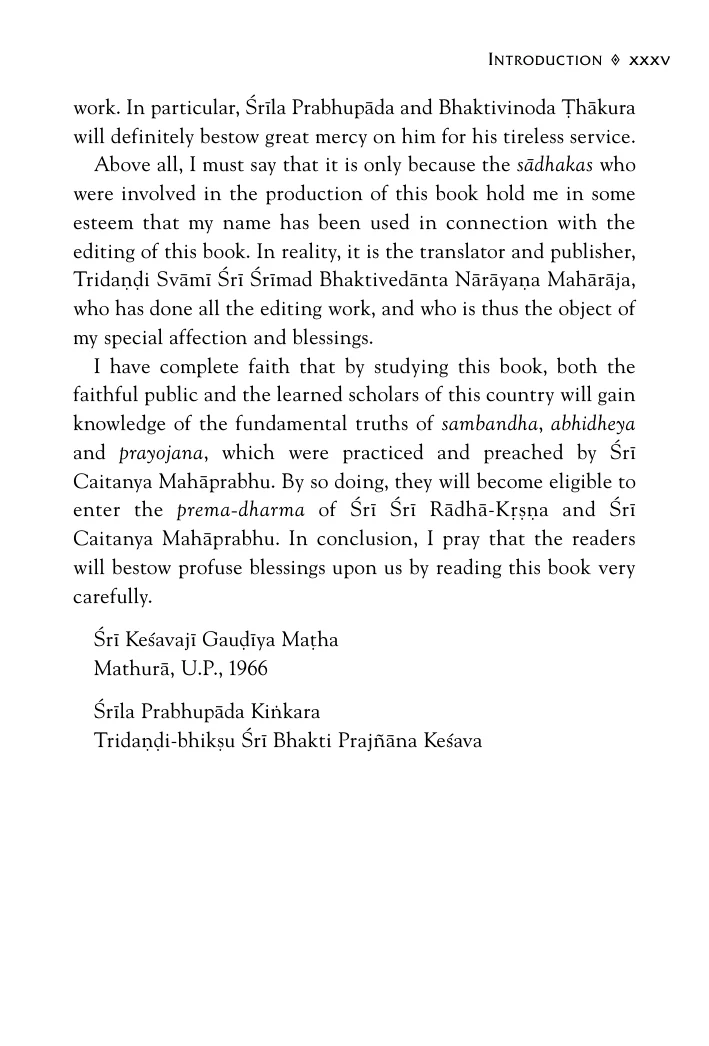 INTRODUCTION ◊ XXXV
work. In particular, Śrīla Prabhupāda and Bhaktivinoda Ṭhākura
will definitely bestow great mercy on him for his tireless service.
Above all, I must say that it is only because the sādhakas who
were involved in the production of this book hold me in some
esteem that my name has been used in connection with the
editing of this book. In reality, it is the translator and publisher,
Tridaṇḍi Svāmī Śrī Śrīmad Bhaktivedānta Nārāyaṇa Mahārāja,
who has done all the editing work, and who is thus the object of
my special affection and blessings.
I have complete faith that by studying this book, both the
faithful public and the learned scholars of this country will gain
knowledge of the fundamental truths of sambandha, abhidheya
and prayojana, which were practiced and preached by Śrī
Caitanya Mahāprabhu. By so doing, they will become eligible to
enter the prema-dharma of Śrī Śrī Rādhā-Kṛṣṇa and Śrī
Caitanya Mahāprabhu. In conclusion, I pray that the readers
will bestow profuse blessings upon us by reading this book very
carefully.
Śrī Keśavajī Gauḍīya Maṭha
Mathurā, U.P., 1966
Śrīla Prabhupāda Kiṅkara
Tridaṇḍi-bhikṣu Śrī Bhakti Prajñāna Keśava